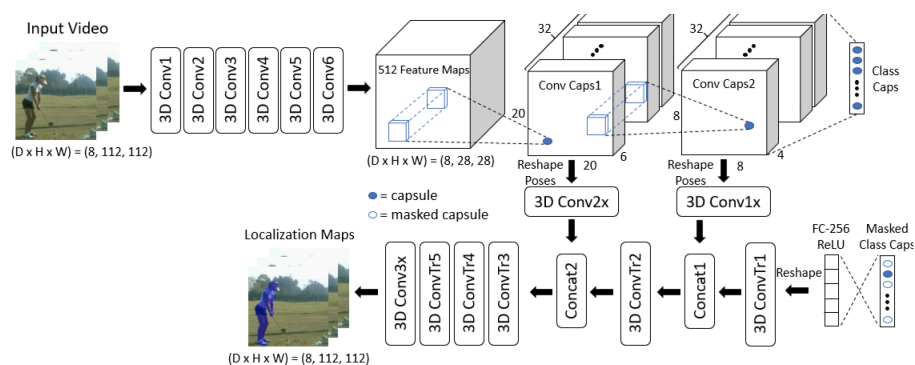 Input Video
(D x H x W) = (8, 112, 112)
3D Conv1
3D Conv2
3D Conv3
3D Conv4
3D Conv5
3D Conv6
512 Feature Maps
(D x H x W) = (8, 28, 28)
32
Conv Caps1
20
20
6
32
Conv Caps2
8
8
4
Class
Caps
Reshape
Poses
Reshape
Poses
= capsule
= masked capsule
3D Conv2x
3D Conv1x
Localization Maps
(D x H x W) = (8, 112, 112)
3D Conv3x
3D ConvTr5
3D ConvTr4
3D ConvTr3
Concat2
3D ConvTr2
Concat1
3D ConvTr1
Reshape
FC-256
ReLU
Masked
Class Caps